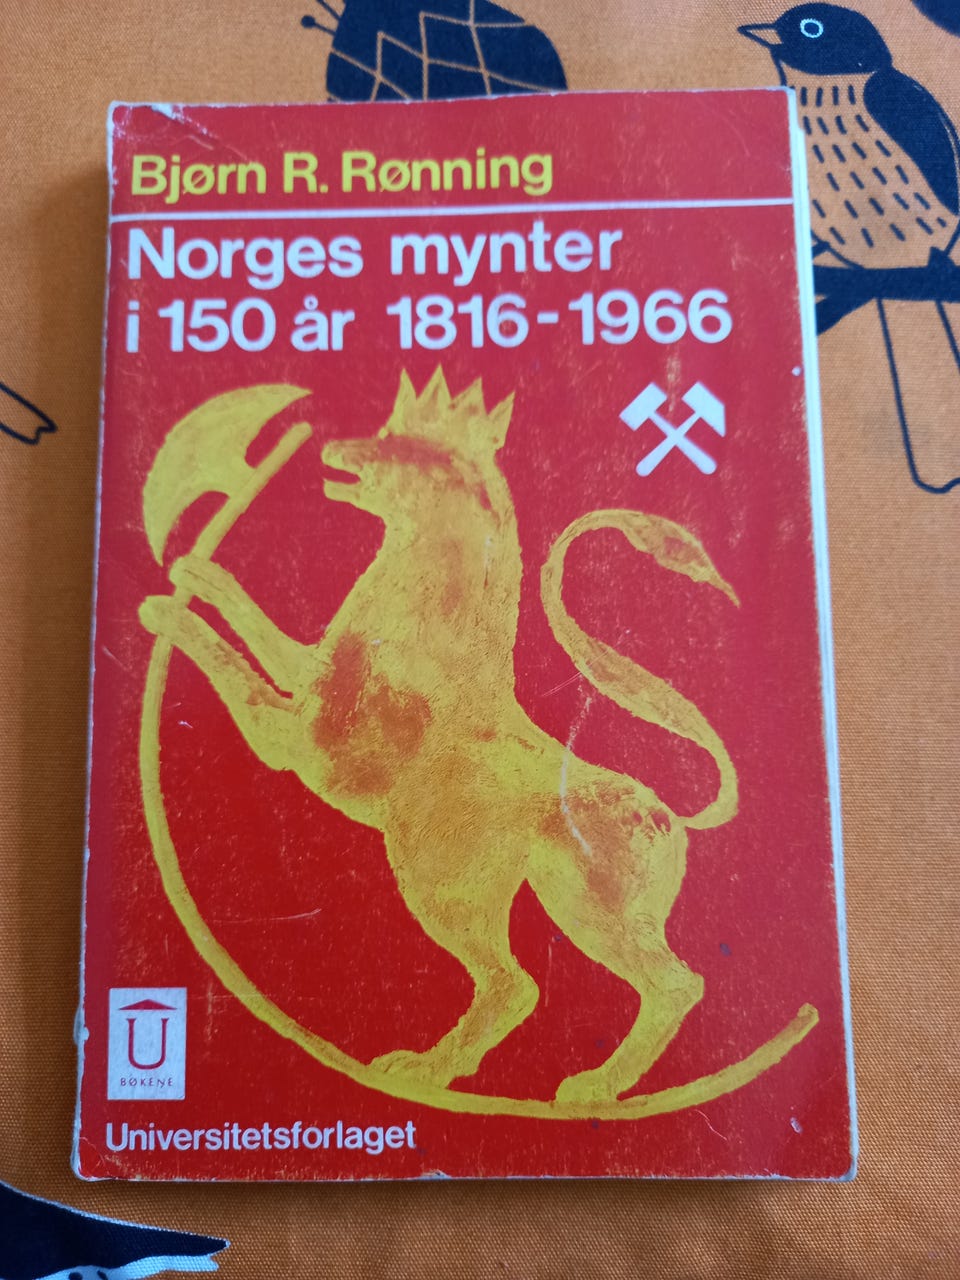 Bjørn R. Rønning
Norges mynter
i 150 år 1816-1966
U
BØKENE
Universitetsforlaget